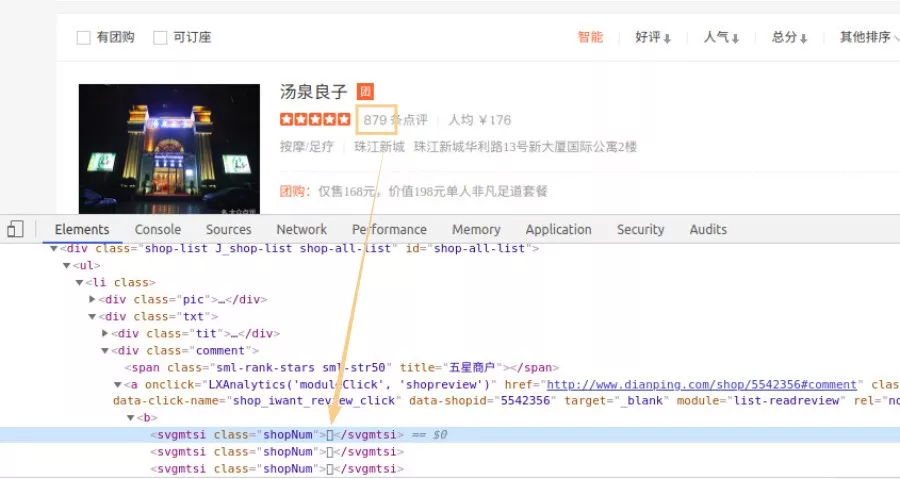 有团购 可订座 智能 好评 人气 总分 其他排序
汤泉良子 团
879 条点评 人均 ￥176
按摩/足疗 珠江新城 珠江新城华利路13号新大厦国际公寓2楼
团购：仅售168元，价值198元单人非凡足道套餐
Elements Console Sources Network Performance Memory Application Security Audits
▼<div class="shop-list J_shop-list shop-all-list" id="shop-all-list">
▼<ul>
▼<li class>
▶<div class="pic">…</div>
▼<div class="txt">
▶<div class="tit">…</div>
▼<div class="comment">
<span class="sml-rank-stars sml-str50" title="五星商户"></span>
▼<a onclick="LXAnalytics('moduleClick', 'shopreview')" href="http://www.dianping.com/shop/5542356#comment" clas
data-click-name="shop_iwant_review_click" data-shopid="5542356" target="_blank" module="list-readreview" rel="no
▼<b>
<svgmtsi class="shopNum">▯</svgmtsi> == $0
<svgmtsi class="shopNum">▯</svgmtsi>
<svgmtsi class="shopNum">▯</svgmtsi>